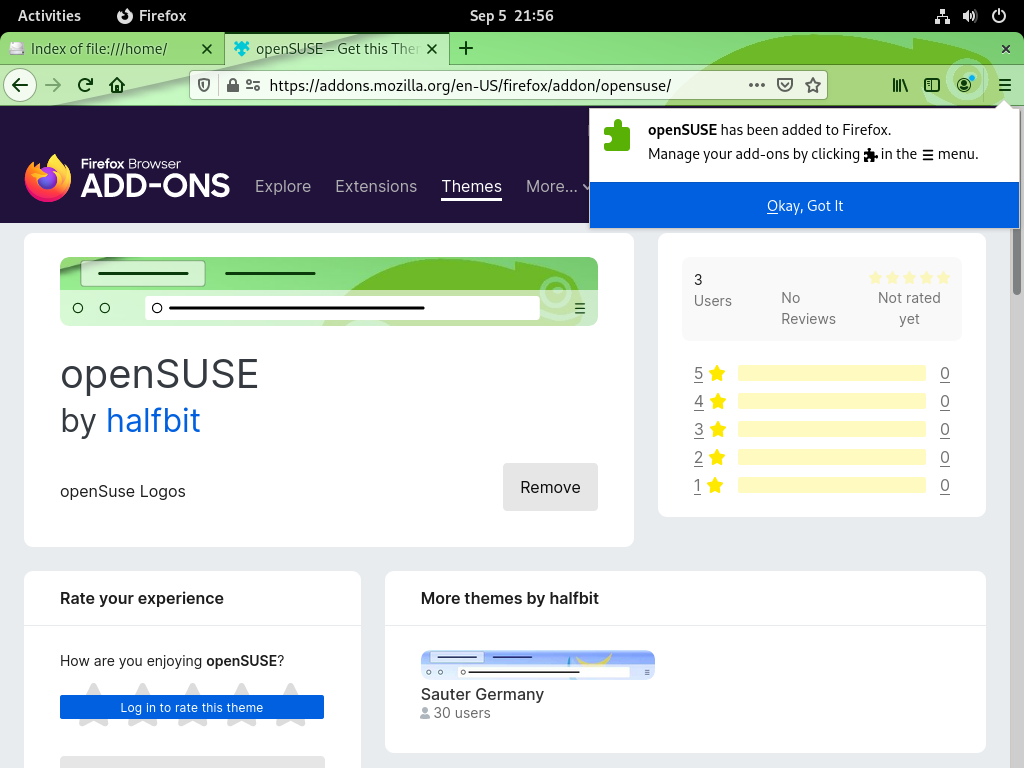 Activities
Firefox
Sep 5 21:56
Index of file:///home/
openSUSE – Get this The
https://addons.mozilla.org/en-US/firefox/addon/opensuse/
openSUSE has been added to Firefox.
Manage your add-ons by clicking in the menu.
Okay, Got It
Firefox Browser
ADD-ONS
Explore
Extensions
Themes
More...
openSUSE
by halfbit
openSuse Logos
Remove
3
Users
No
Reviews
Not rated
yet
5 0
4 0
3 0
2 0
1 0
Rate your experience
How are you enjoying openSUSE?
Log in to rate this theme
More themes by halfbit
Sauter Germany
30 users